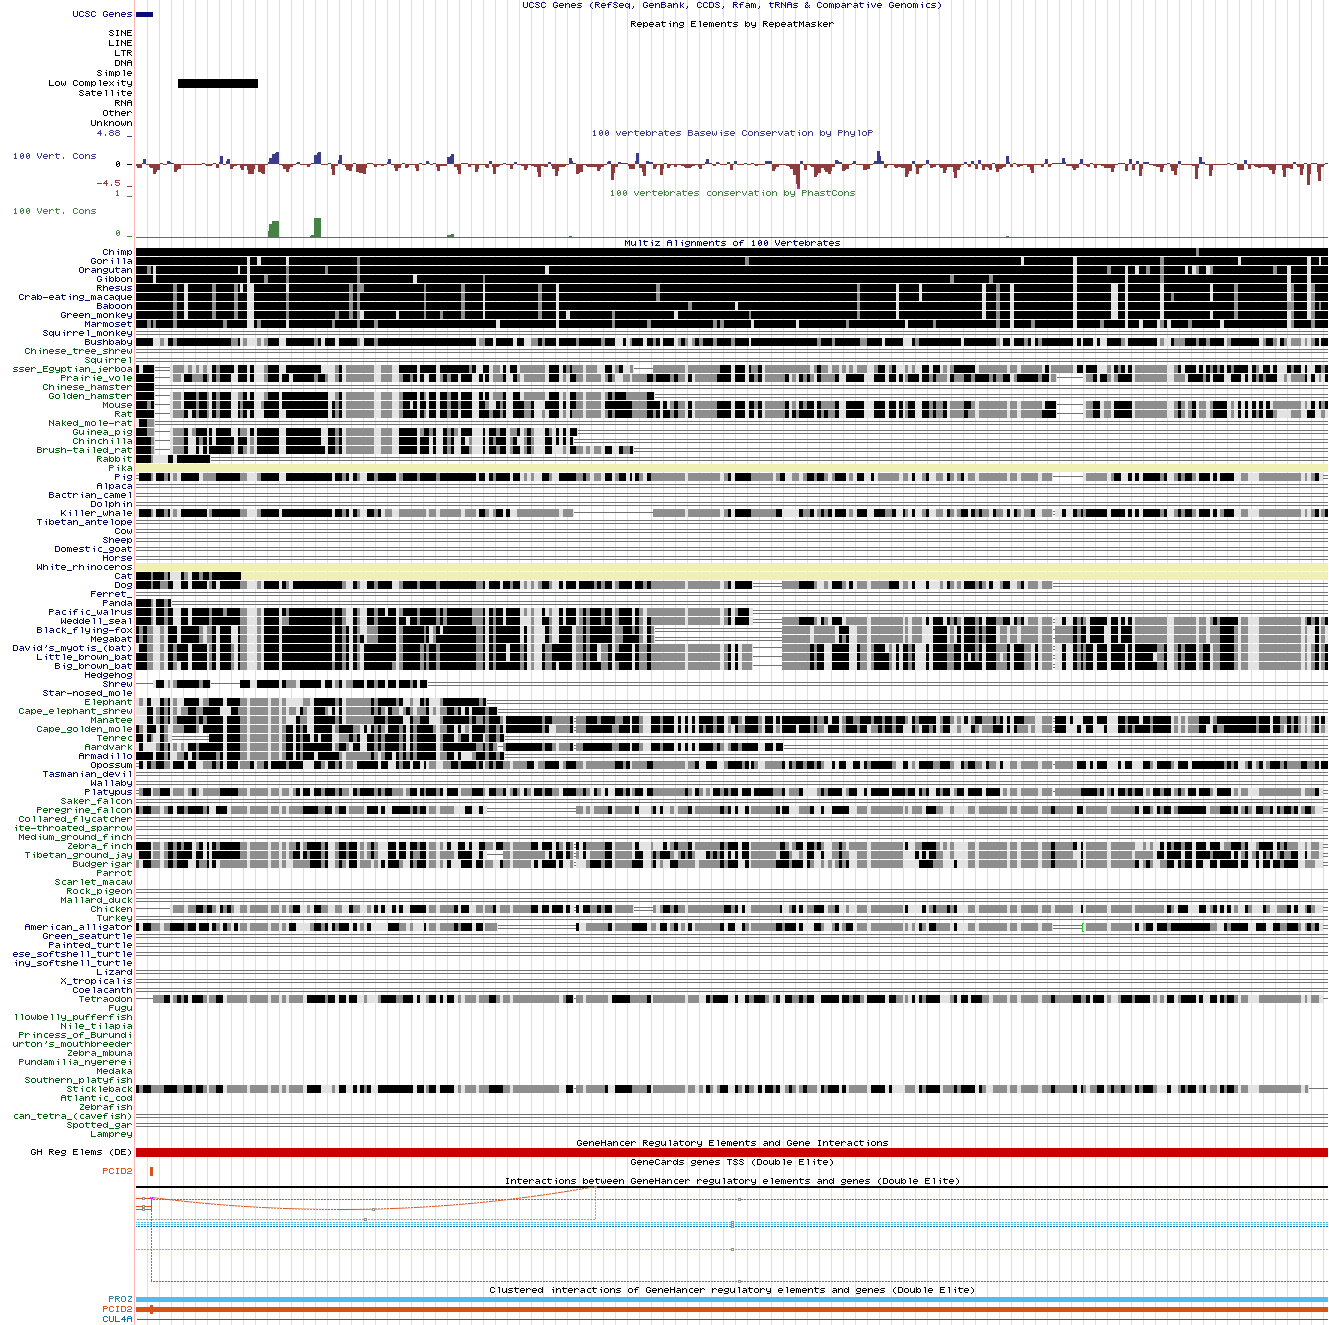 UCSC Genes (RefSeq, GenBank, CCDS, Rfam, tRNAs & Comparative Genomics)
UCSC Genes
Repeating Elements by RepeatMasker
SINE
LINE
LTR
DNA
Simple
Low Complexity
Satellite
RNA
Other
Unknown
4.88 _
100 vertebrates Basewise Conservation by PhyloP
100 Vert. Cons
0 _
-4.5 _
1 _
100 vertebrates conservation by PhastCons
100 Vert. Cons
0 _
Multiz Alignments of 100 Vertebrates
Chimp
Gorilla
Orangutan
Gibbon
Rhesus
Crab-eating_macaque
Baboon
Green_monkey
Marmoset
Squirrel_monkey
Bushbaby
Chinese_tree_shrew
Squirrel
sser_Egyptian_jerboa
Prairie_vole
Chinese_hamster
Golden_hamster
Mouse
Rat
Naked_mole-rat
Guinea_pig
Chinchilla
Brush-tailed_rat
Rabbit
Pika
Pig
Alpaca
Bactrian_camel
Dolphin
Killer_whale
Tibetan_antelope
Cow
Sheep
Domestic_goat
Horse
White_rhinoceros
Cat
Dog
Ferret_
Panda
Pacific_walrus
Weddell_seal
Black_flying-fox
Megabat
David's_myotis_(bat)
Little_brown_bat
Big_brown_bat
Hedgehog
Shrew
Star-nosed_mole
Elephant
Cape_elephant_shrew
Manatee
Cape_golden_mole
Tenrec
Aardvark
Armadillo
Opossum
Tasmanian_devil
Wallaby
Platypus
Saker_falcon
Peregrine_falcon
Collared_flycatcher
ite-throated_sparrow
Medium_ground_finch
Zebra_finch
Tibetan_ground_jay
Budgerigar
Parrot
Scarlet_macaw
Rock_pigeon
Mallard_duck
Chicken
Turkey
American_alligator
Green_seaturtle
Painted_turtle
ese_softshell_turtle
iny_softshell_turtle
Lizard
X_tropicalis
Coelacanth
Tetraodon
Fugu
llowbelly_pufferfish
Nile_tilapia
Princess_of_Burundi
urton's_mouthbreeder
Zebra_mbuna
Pundamilia_nyererei
Medaka
Southern_platyfish
Stickleback
Atlantic_cod
Zebrafish
can_tetra_(cavefish)
Spotted_gar
Lamprey
GeneHancer Regulatory Elements and Gene Interactions
GH Reg Elems (DE)
GeneCards genes TSS (Double Elite)
PCID2
Interactions between GeneHancer regulatory elements and genes (Double Elite)
Clustered interactions of GeneHancer regulatory elements and genes (Double Elite)
PROZ
PCID2
CUL4A